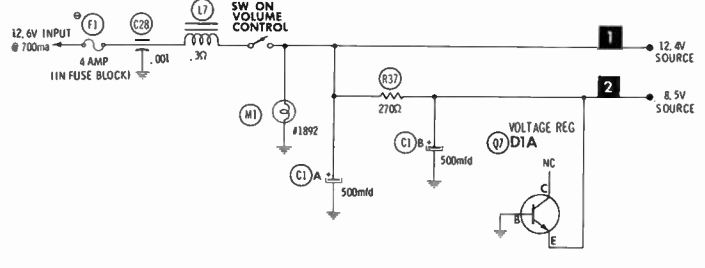 12.6V INPUT
@ 700ma
⊖
F1
4 AMP
(IN FUSE BLOCK)
C28
.001
L7
.3Ω
SW ON
VOLUME
CONTROL
1
12.4V
SOURCE
M1
#1892
R37
270Ω
2
8.5V
SOURCE
C1 A
+
500mfd
C1 B
+
500mfd
VOLTAGE REG
Q7 D1A
NC
C
B
E